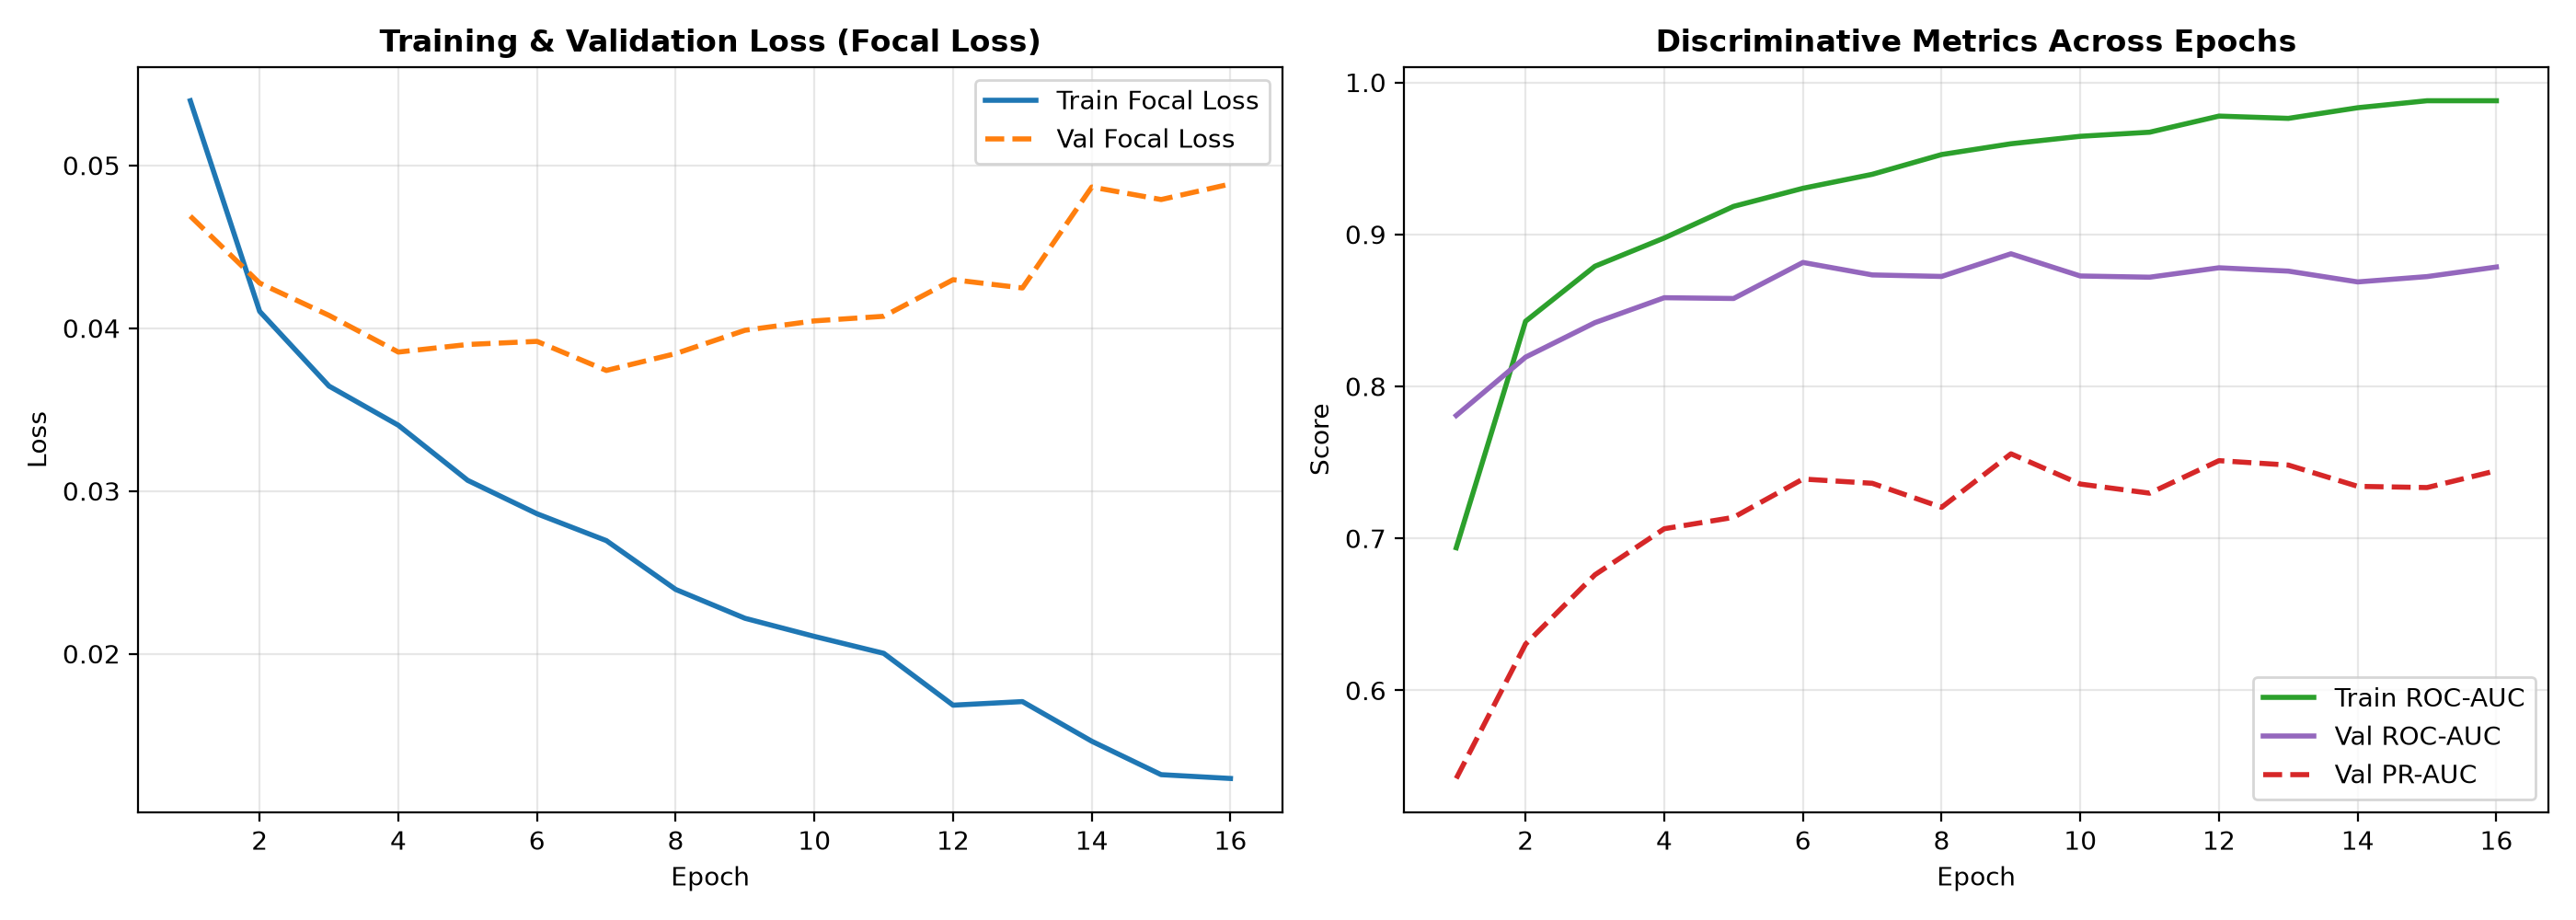 Training & Validation Loss (Focal Loss)
Train Focal Loss
Val Focal Loss
0.05
0.04
0.03
0.02
Loss
2 4 6 8 10 12 14 16
Epoch
Discriminative Metrics Across Epochs
1.0
0.9
0.8
0.7
0.6
Score
Train ROC-AUC
Val ROC-AUC
Val PR-AUC
2 4 6 8 10 12 14 16
Epoch